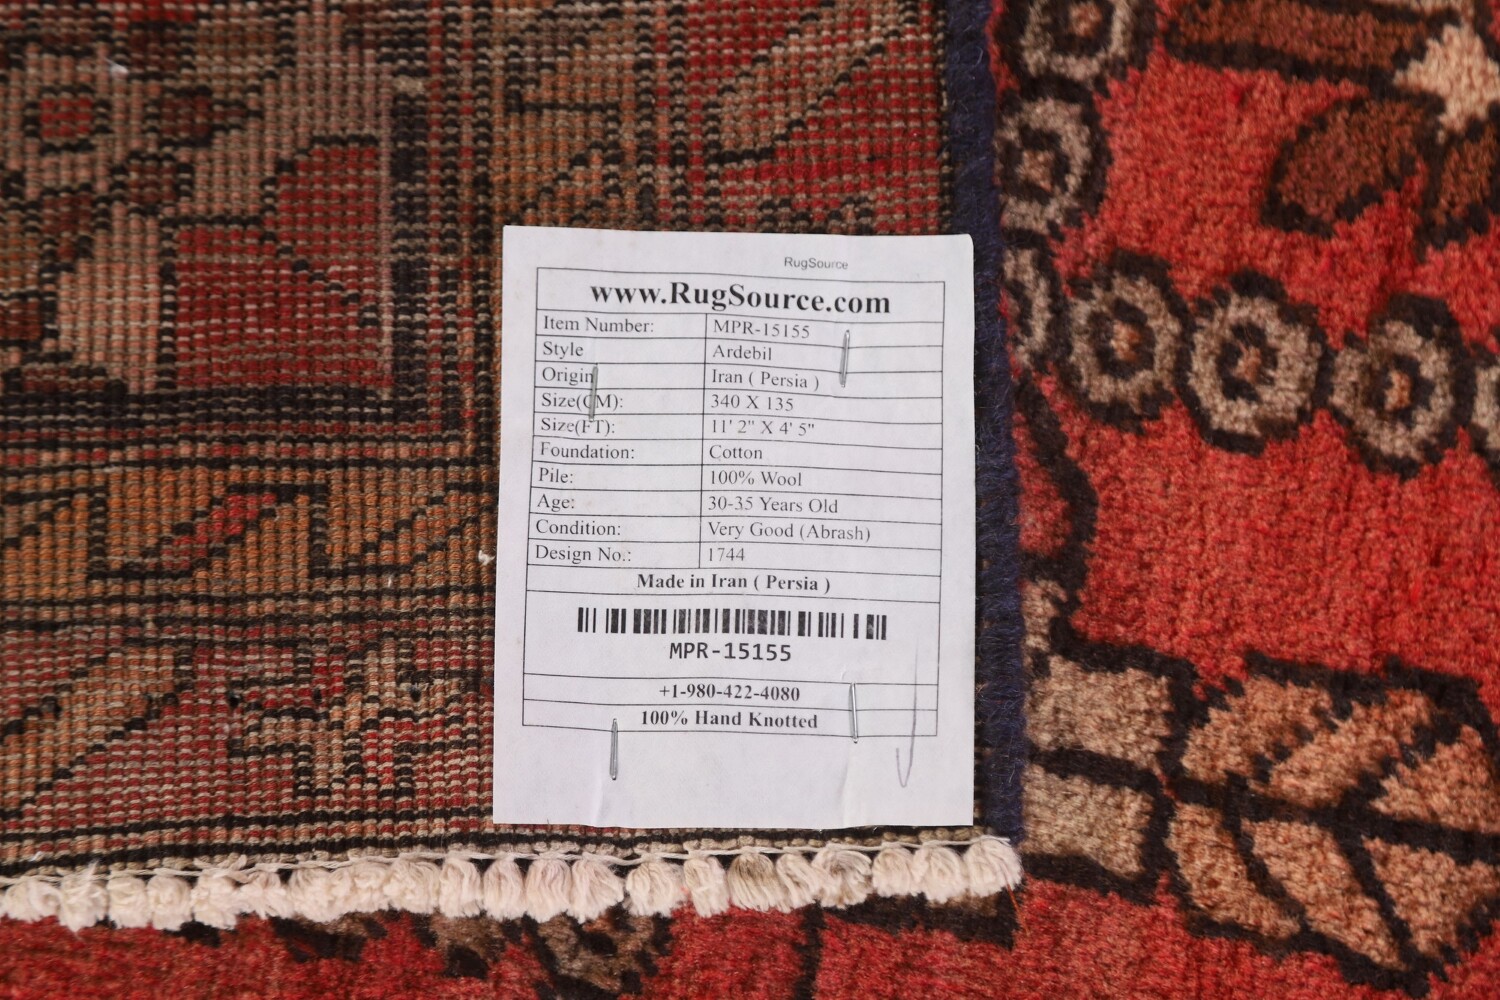 RugSource
www.RugSource.com
Item Number: MPR-15155
Style Ardebil
Origin Iran ( Persia )
Size(CM): 340 X 135
Size(FT): 11' 2" X 4' 5"
Foundation: Cotton
Pile: 100% Wool
Age: 30-35 Years Old
Condition: Very Good (Abrash)
Design No.: 1744
Made in Iran ( Persia )
MPR-15155
+1-980-422-4080
100% Hand Knotted